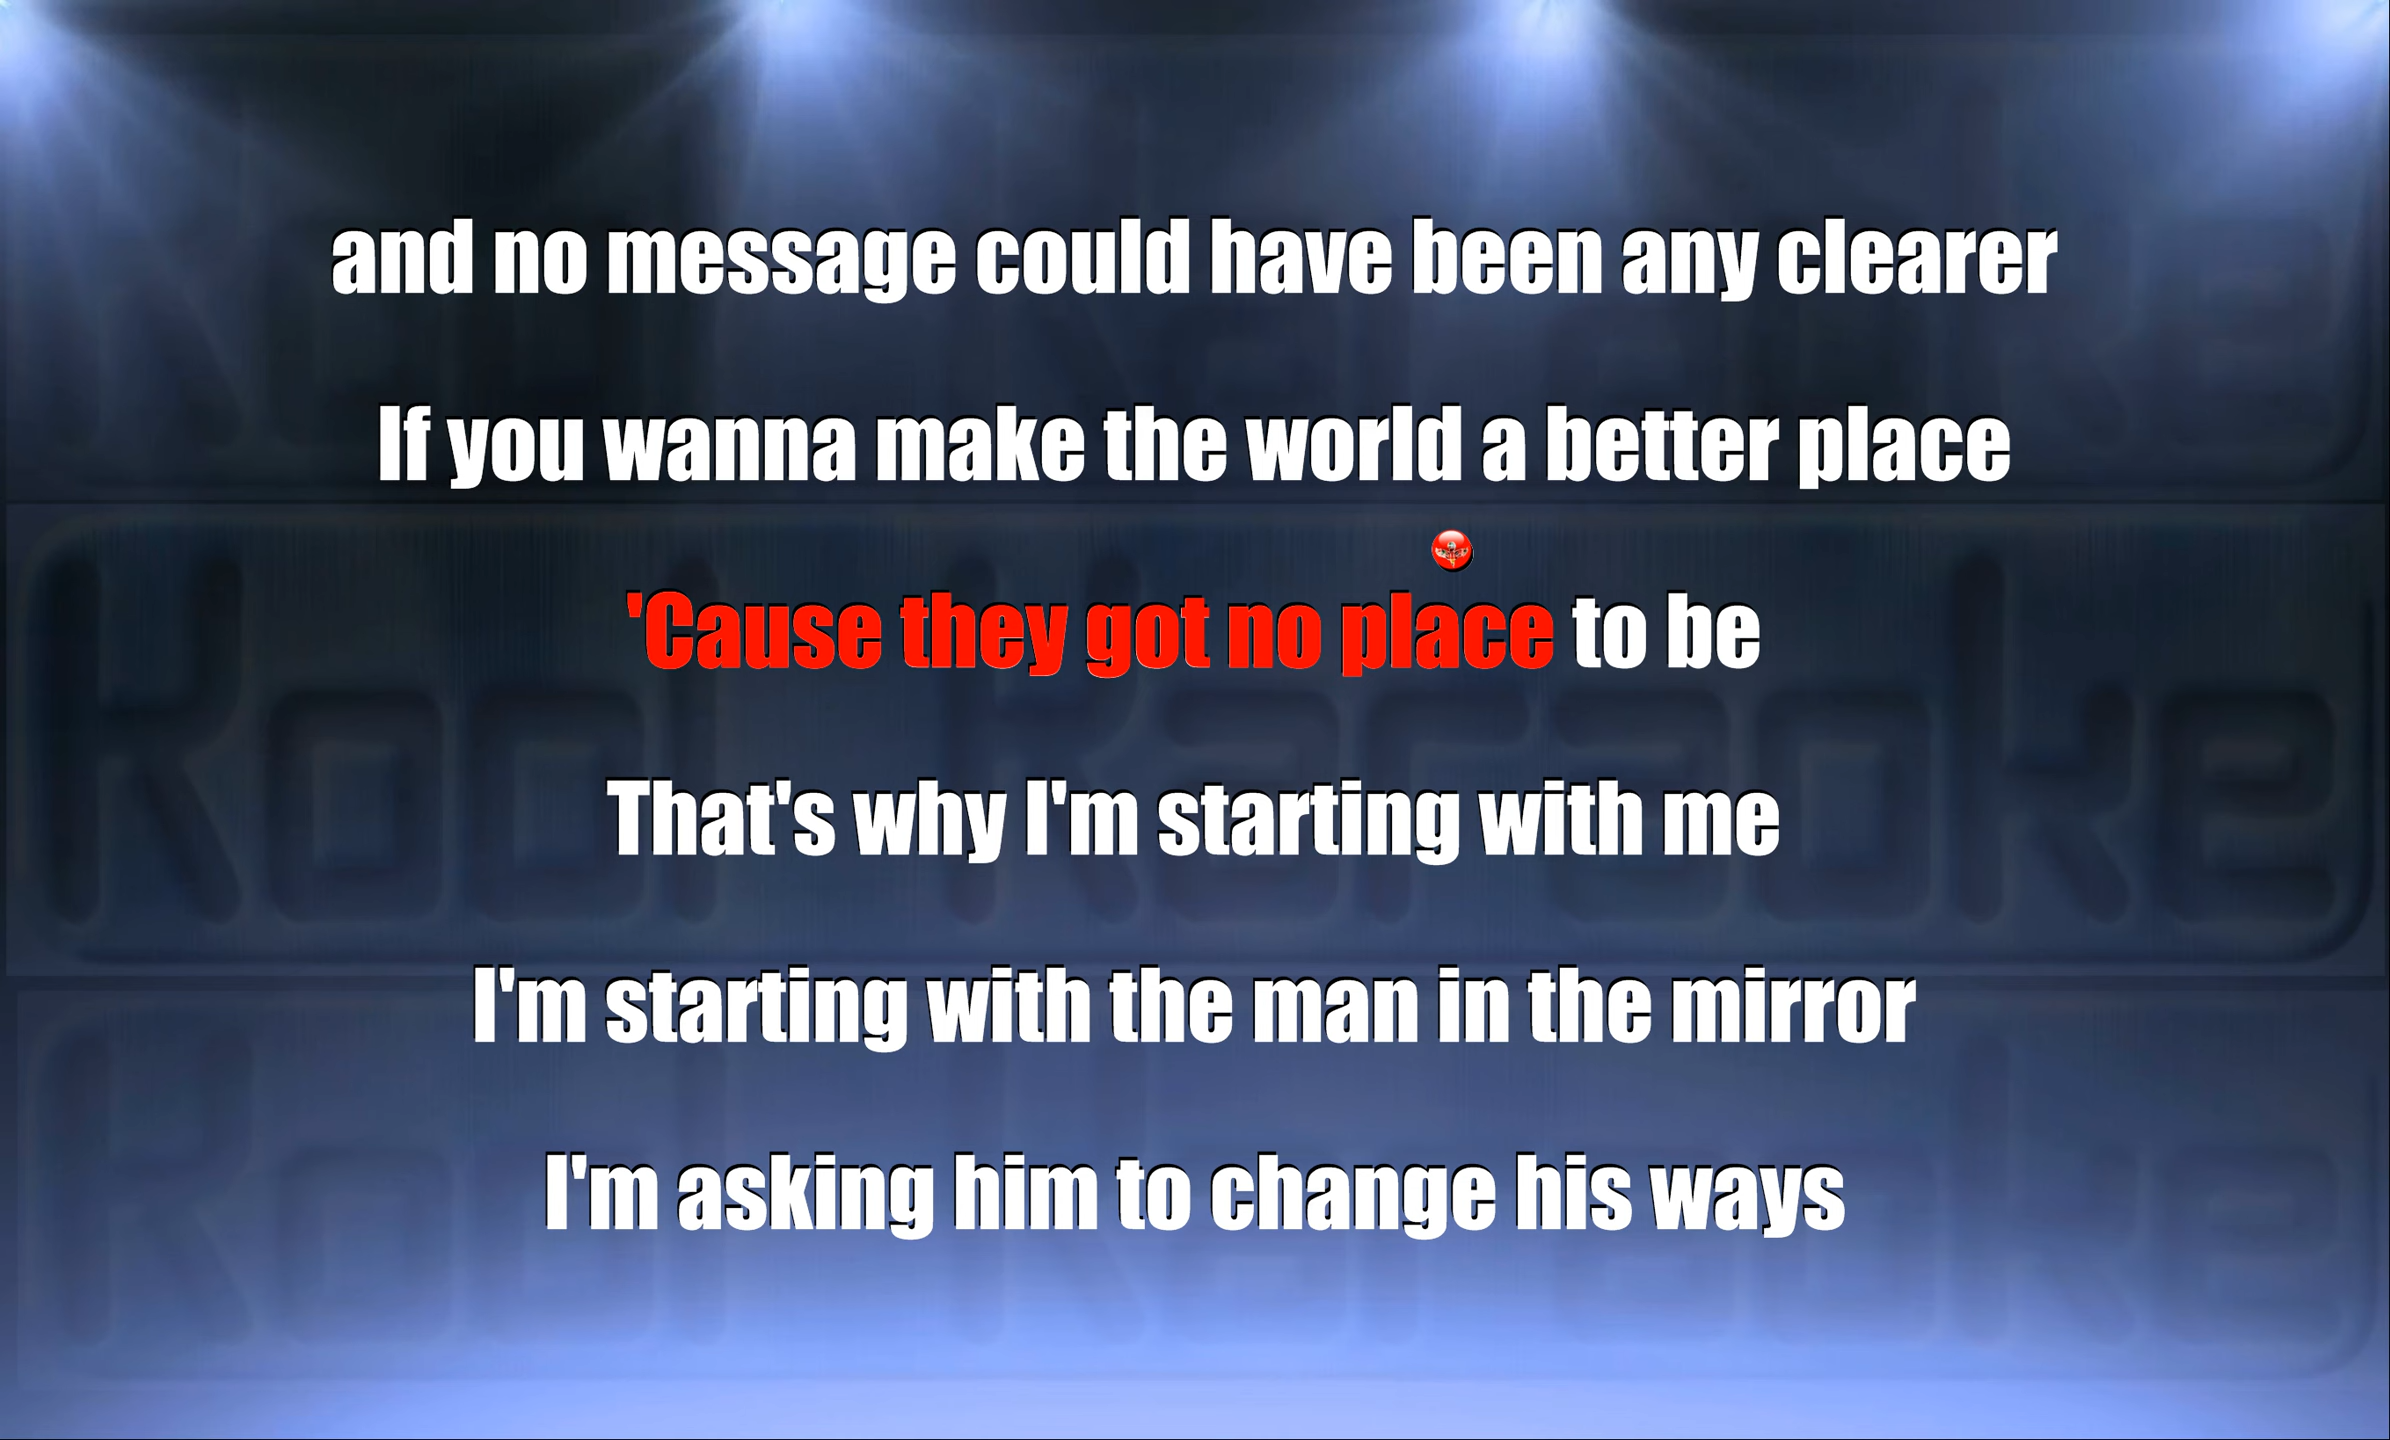 and no message could have been any clearer
If you wanna make the world a better place
'Cause they got no place to be
That's why I'm starting with me
I'm starting with the man in the mirror
I'm asking him to change his ways
Kool Karaoke